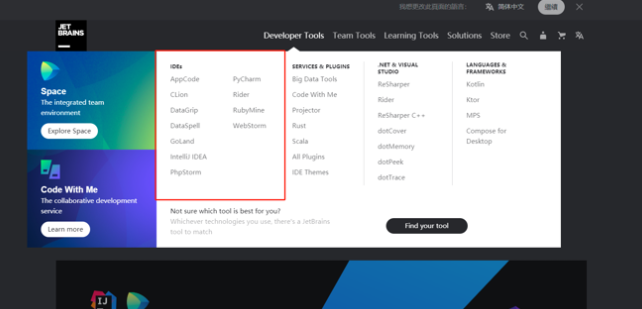 我想更改此页面的语言:
简体中文
继续
JET
BRAINS
Developer Tools
Team Tools
Learning Tools
Solutions
Store
Space
The integrated team
environment
Explore Space
Code With Me
The collaborative development
service
Learn more
IDEs
AppCode
CLion
DataGrip
DataSpell
GoLand
IntelliJ IDEA
PhpStorm
PyCharm
Rider
RubyMine
WebStorm
SERVICES & PLUGINS
Big Data Tools
Code With Me
Projector
Rust
Scala
All Plugins
IDE Themes
.NET & VISUAL
STUDIO
ReSharper
Rider
ReSharper C++
dotCover
dotMemory
dotPeek
dotTrace
LANGUAGES &
FRAMEWORKS
Kotlin
Ktor
MPS
Compose for
Desktop
Not sure which tool is best for you?
Whichever technologies you use, there's a JetBrains
tool to match
Find your tool
IJ